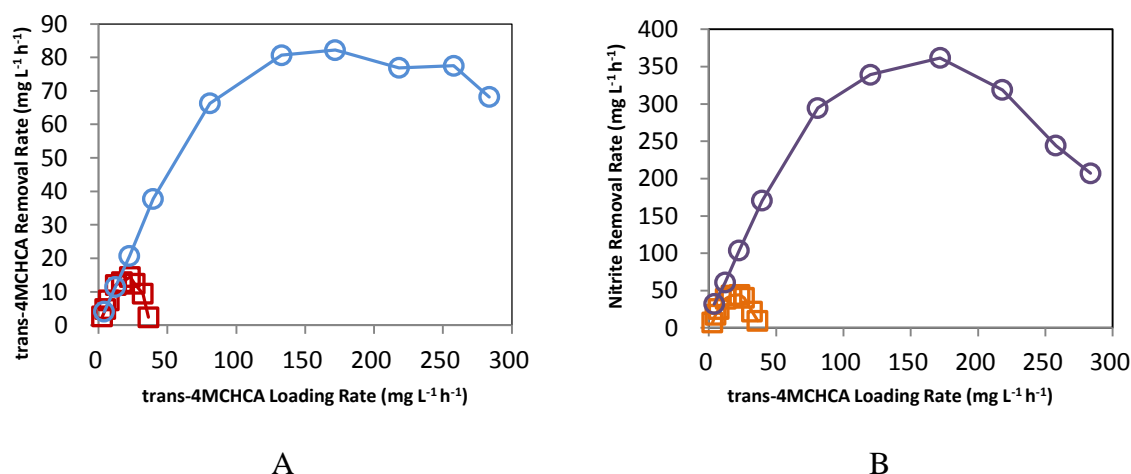 trans-4MCHCA Removal Rate (mg L⁻¹ h⁻¹)
90
80
70
60
50
40
30
20
10
0
0 50 100 150 200 250 300
trans-4MCHCA Loading Rate (mg L⁻¹ h⁻¹)
A
Nitrite Removal Rate (mg L⁻¹ h⁻¹)
400
350
300
250
200
150
100
50
0
0 50 100 150 200 250 300
trans-4MCHCA Loading Rate (mg L⁻¹ h⁻¹)
B